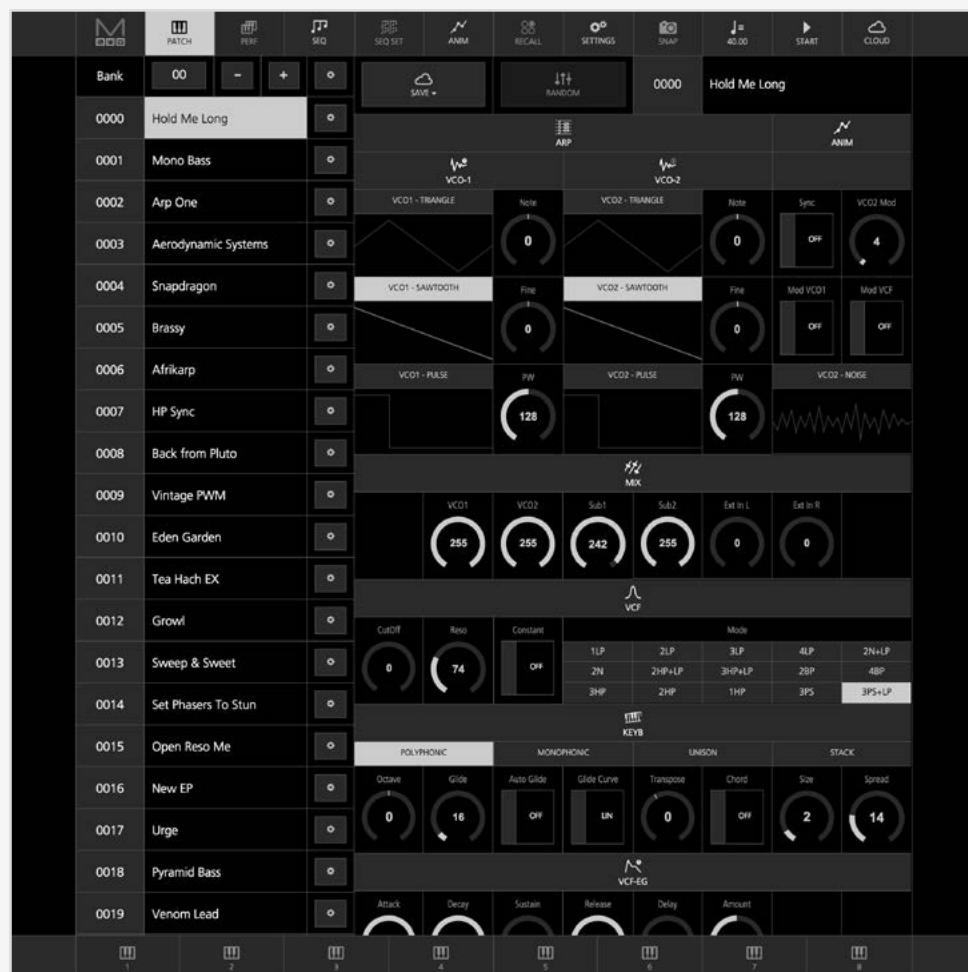 PATCH PERF SEQ SEQ SET ANIM RECALL SETTINGS SNAP 40.00 START CLOUD
Bank 00 - +
SAVE RANDOM 0000 Hold Me Long
0000 Hold Me Long
0001 Mono Bass
0002 Arp One
0003 Aerodynamic Systems
0004 Snapdragon
0005 Brassy
0006 Afrikarp
0007 HP Sync
0008 Back from Pluto
0009 Vintage PWM
0010 Eden Garden
0011 Tea Hach EX
0012 Growl
0013 Sweep & Sweet
0014 Set Phasers To Stun
0015 Open Reso Me
0016 New EP
0017 Urge
0018 Pyramid Bass
0019 Venom Lead
ARP ANIM
VCO-1 VCO-2
VCO1 - TRIANGLE Note VCO2 - TRIANGLE Note Sync VCO2 Mod
0 0 OFF 4
VCO1 - SAWTOOTH Fine VCO2 - SAWTOOTH Fine Mod VCO1 Mod VCF
0 0 OFF OFF
VCO1 - PULSE PW VCO2 - PULSE PW VCO2 - NOISE
128 128
MIX
VCO1 VCO2 Sub1 Sub2 Ext In L Ext In R
255 255 242 255 0 0
VCF
CutOff Reso Constant Mode
0 74 OFF
1LP 2LP 3LP 4LP 2N+LP
2N 2HP+LP 3HP+LP 2BP 4BP
3HP 2HP 1HP 3PS 3PS+LP
KEYB
POLYPHONIC MONOPHONIC UNISON STACK
Octave Glide Auto Glide Glide Curve Transpose Chord Size Spread
0 16 OFF LIN 0 OFF 2 14
VCF-EG
Attack Decay Sustain Release Delay Amount
1 2 3 4 5 6 7 8